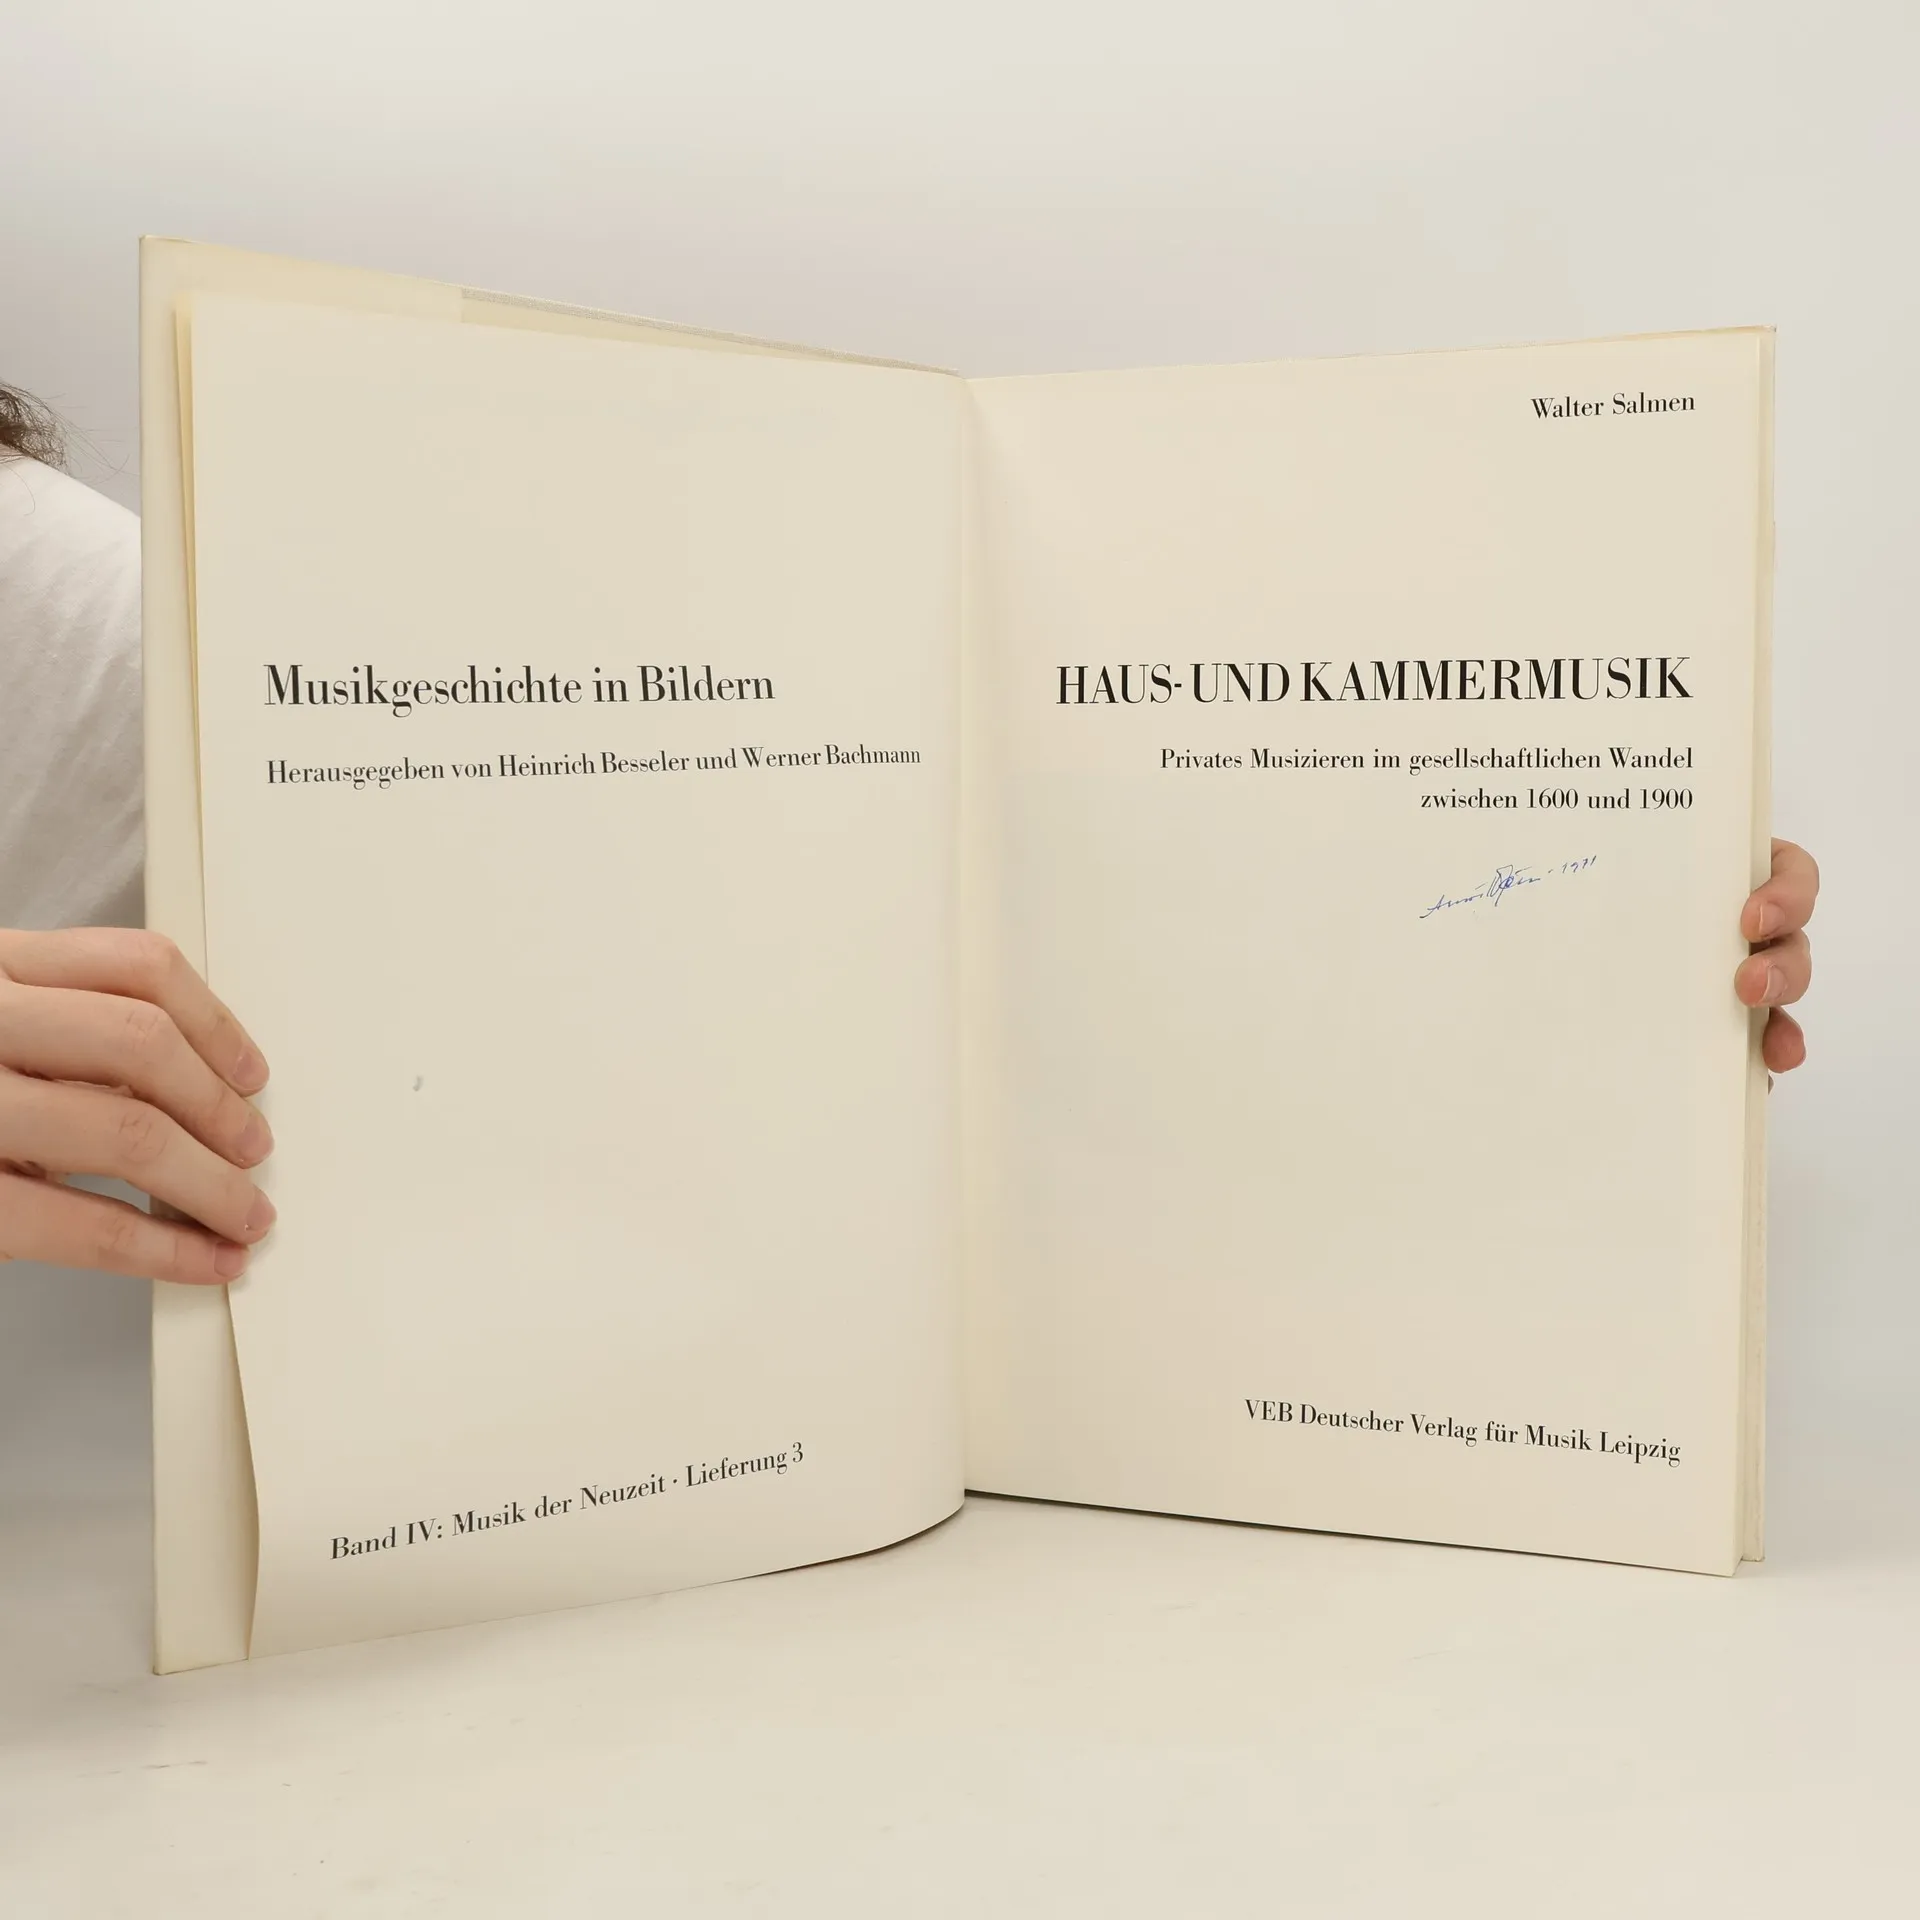 Musikgeschichte in Bildern
Herausgegeben von Heinrich Besseler und Werner Bachmann
Band IV: Musik der Neuzeit · Lieferung 3
Walter Salmen
HAUS- UND KAMMERMUSIK
Privates Musizieren im gesellschaftlichen Wandel
zwischen 1600 und 1900
1971
VEB Deutscher Verlag für Musik Leipzig